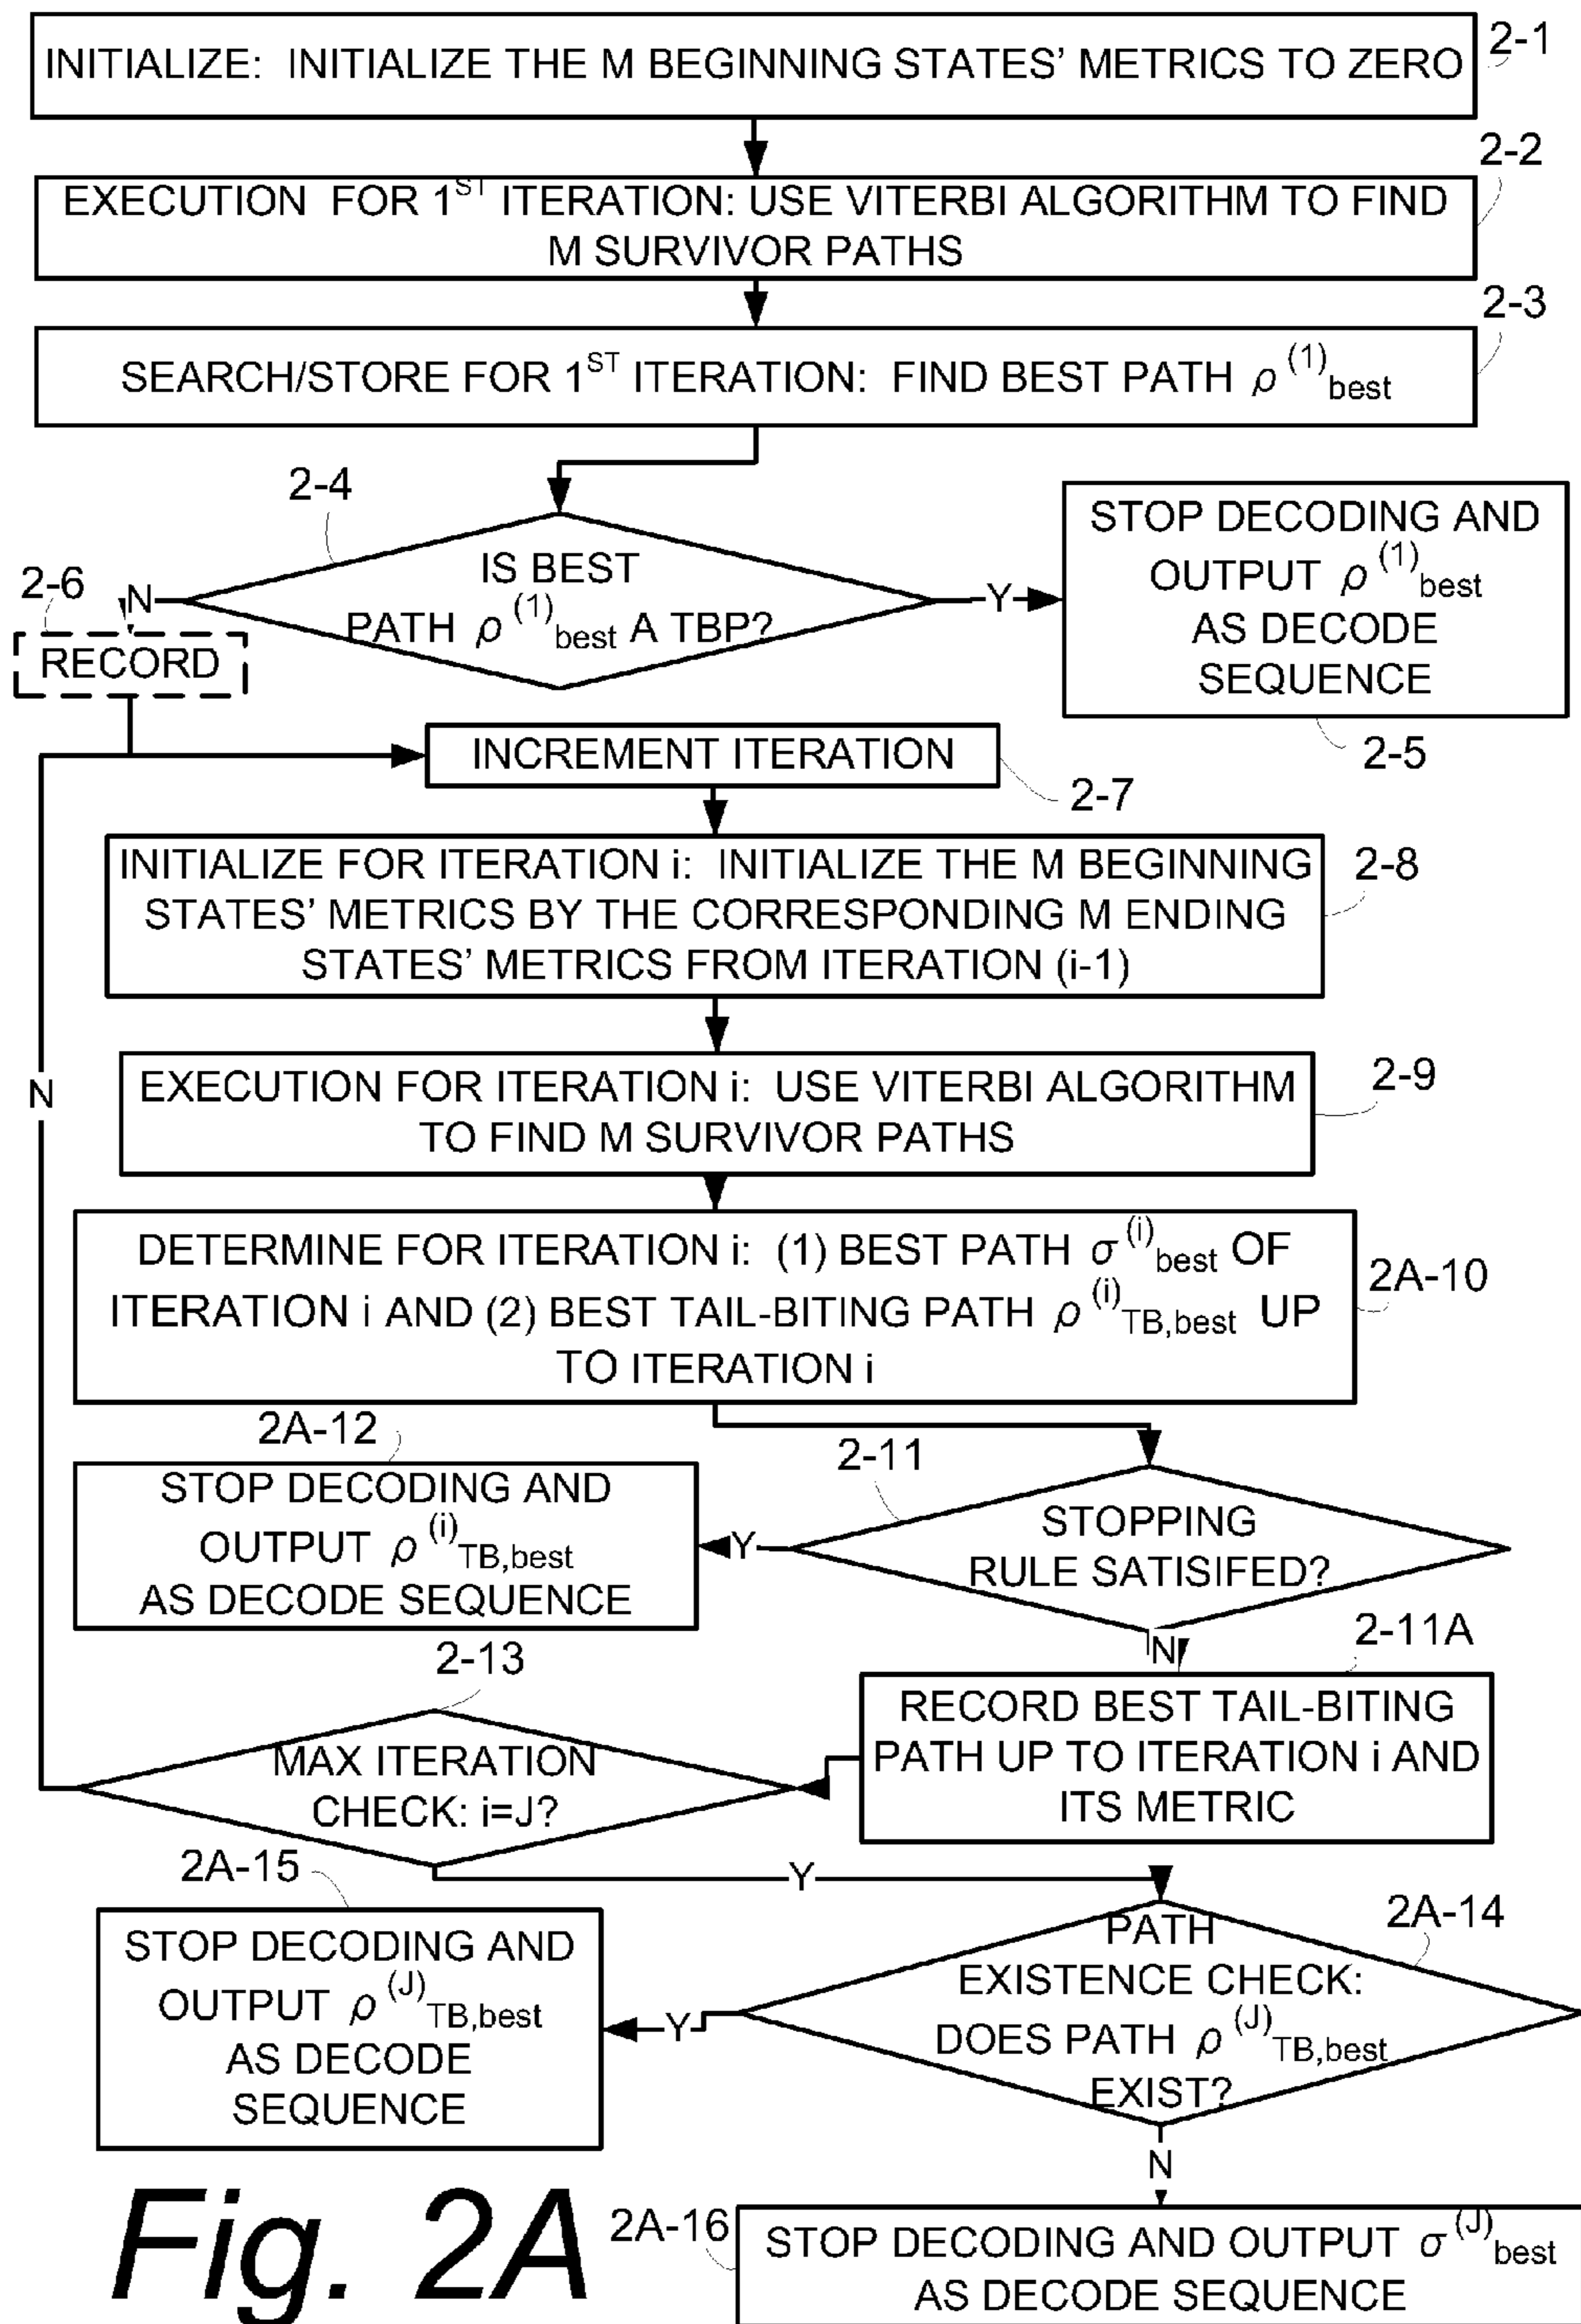 2-1
INITIALIZE: INITIALIZE THE M BEGINNING STATES' METRICS TO ZERO
2-2
EXECUTION FOR 1ST ITERATION: USE VITERBI ALGORITHM TO FIND
M SURVIVOR PATHS
2-3
SEARCH/STORE FOR 1ST ITERATION: FIND BEST PATH ρ(1)best
2-4
IS BEST
PATH ρ(1)best A TBP?
Y
STOP DECODING AND
OUTPUT ρ(1)best
AS DECODE
SEQUENCE
2-5
N
2-6
RECORD
INCREMENT ITERATION
2-7
INITIALIZE FOR ITERATION i: INITIALIZE THE M BEGINNING
STATES' METRICS BY THE CORRESPONDING M ENDING
STATES' METRICS FROM ITERATION (i-1)
2-8
N
EXECUTION FOR ITERATION i: USE VITERBI ALGORITHM
TO FIND M SURVIVOR PATHS
2-9
DETERMINE FOR ITERATION i: (1) BEST PATH σ(i)best OF
ITERATION i AND (2) BEST TAIL-BITING PATH ρ(i)TB,best UP
TO ITERATION i
2A-10
2A-12
STOP DECODING AND
OUTPUT ρ(i)TB,best
AS DECODE SEQUENCE
Y
2-11
STOPPING
RULE SATISIFED?
N
2-11A
RECORD BEST TAIL-BITING
PATH UP TO ITERATION i AND
ITS METRIC
2-13
MAX ITERATION
CHECK: i=J?
Y
2A-15
STOP DECODING AND
OUTPUT ρ(J)TB,best
AS DECODE
SEQUENCE
Y
2A-14
PATH
EXISTENCE CHECK:
DOES PATH ρ(J)TB,best
EXIST?
N
2A-16
STOP DECODING AND OUTPUT σ(J)best
AS DECODE SEQUENCE
Fig. 2A